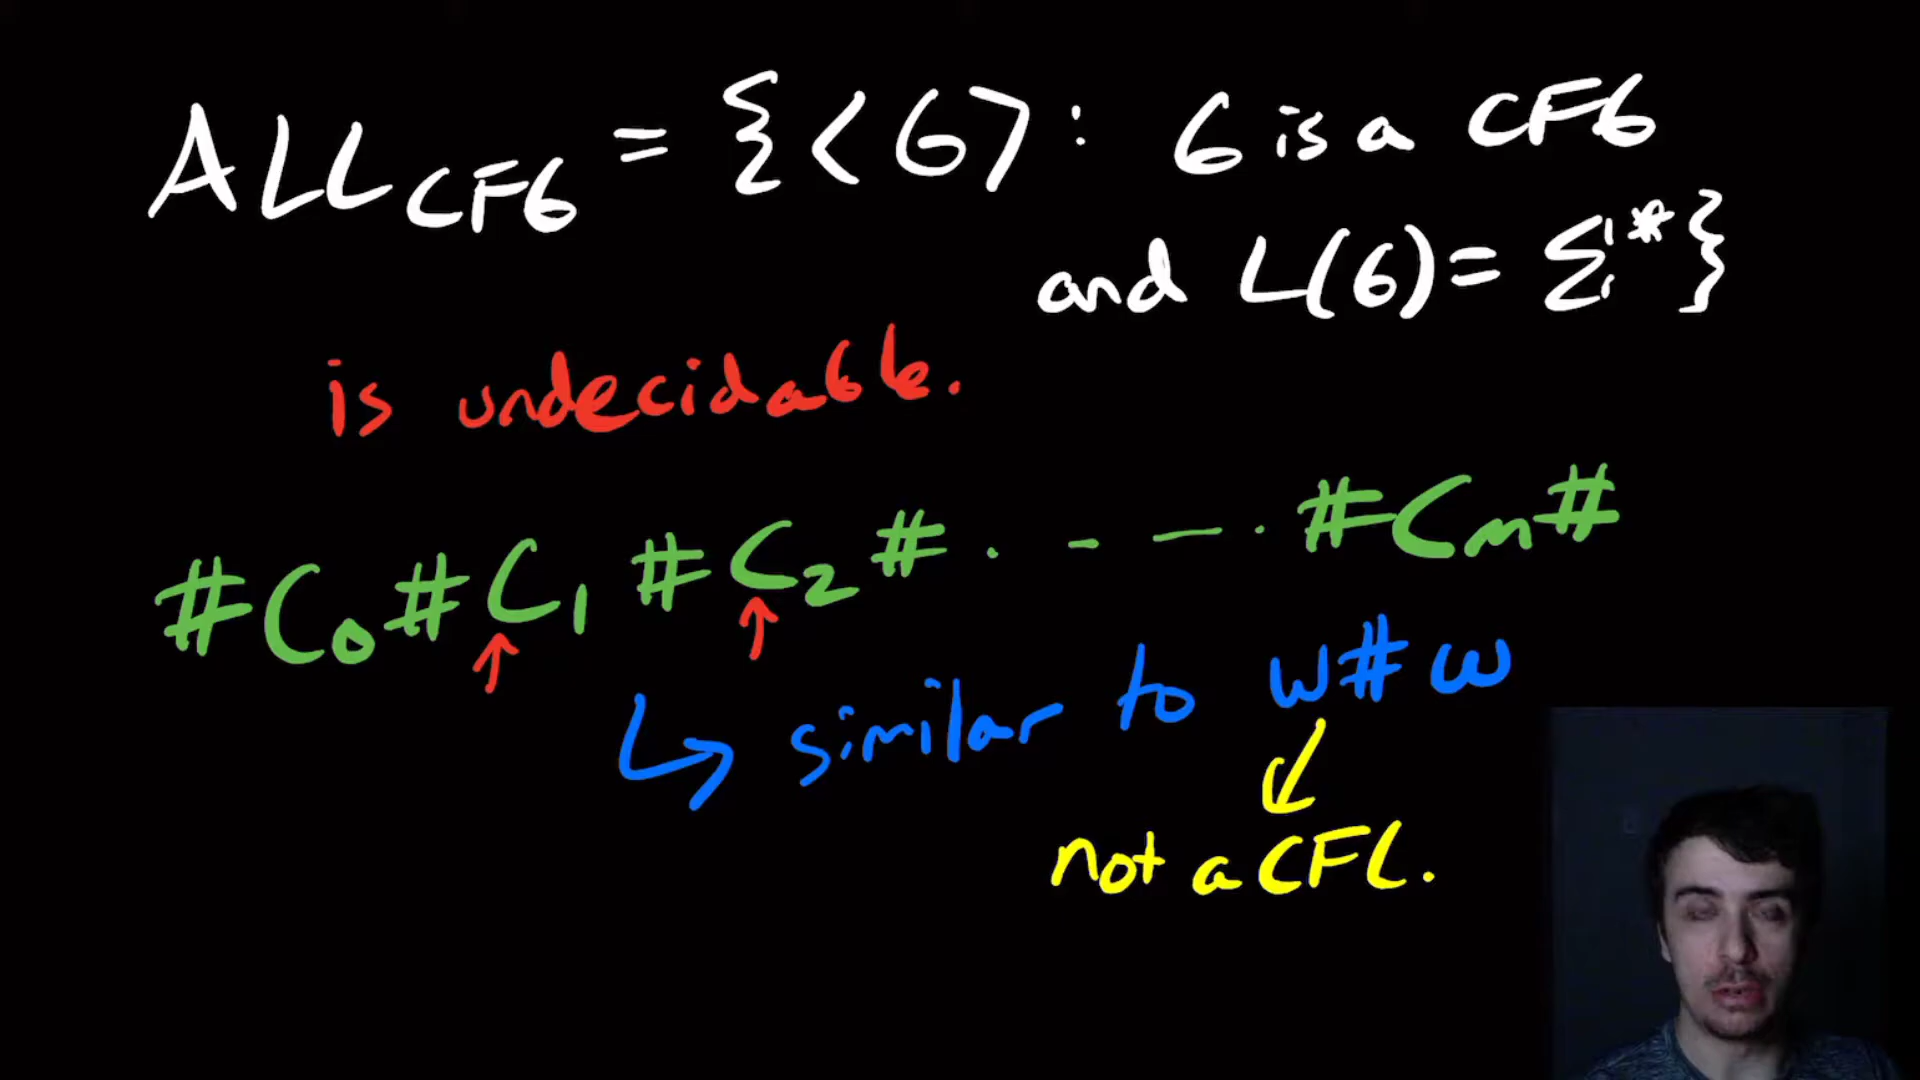 ALL_CFG = {<G>: G is a CFG
and L(G) = Σ*}
is undecidable.
#C₀#C₁#C₂# . - — . #Cₘ#
↑ ↑
↳ similar to w#w
↙
not a CFL.